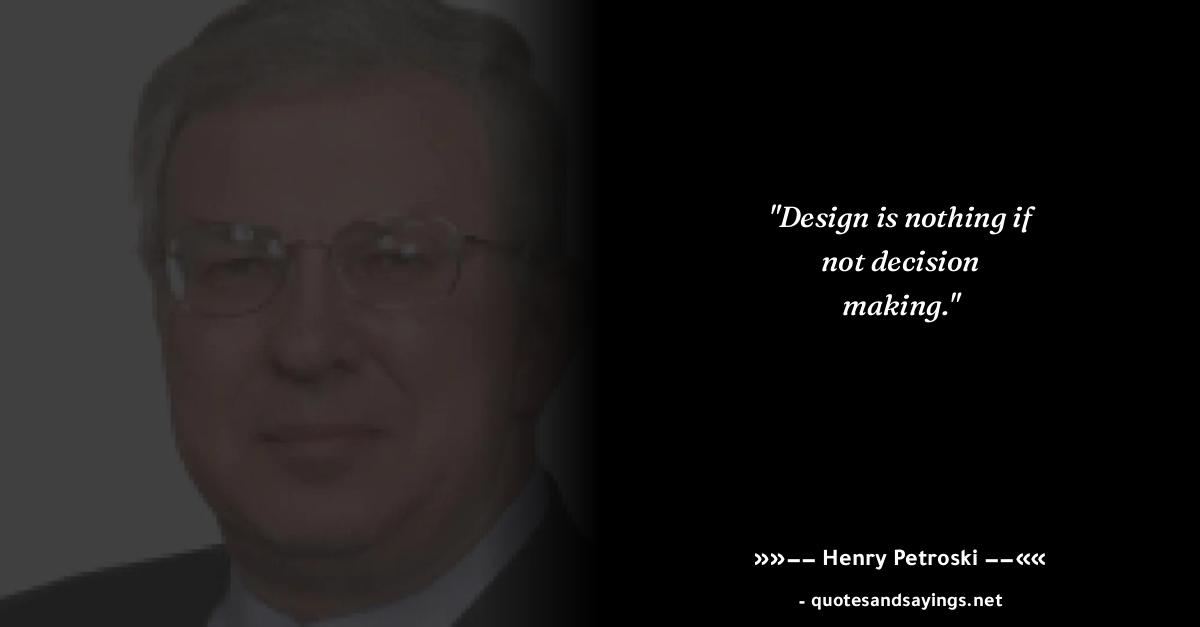 "Design is nothing if
not decision
making."
»»–– Henry Petroski ––««
- quotesandsayings.net